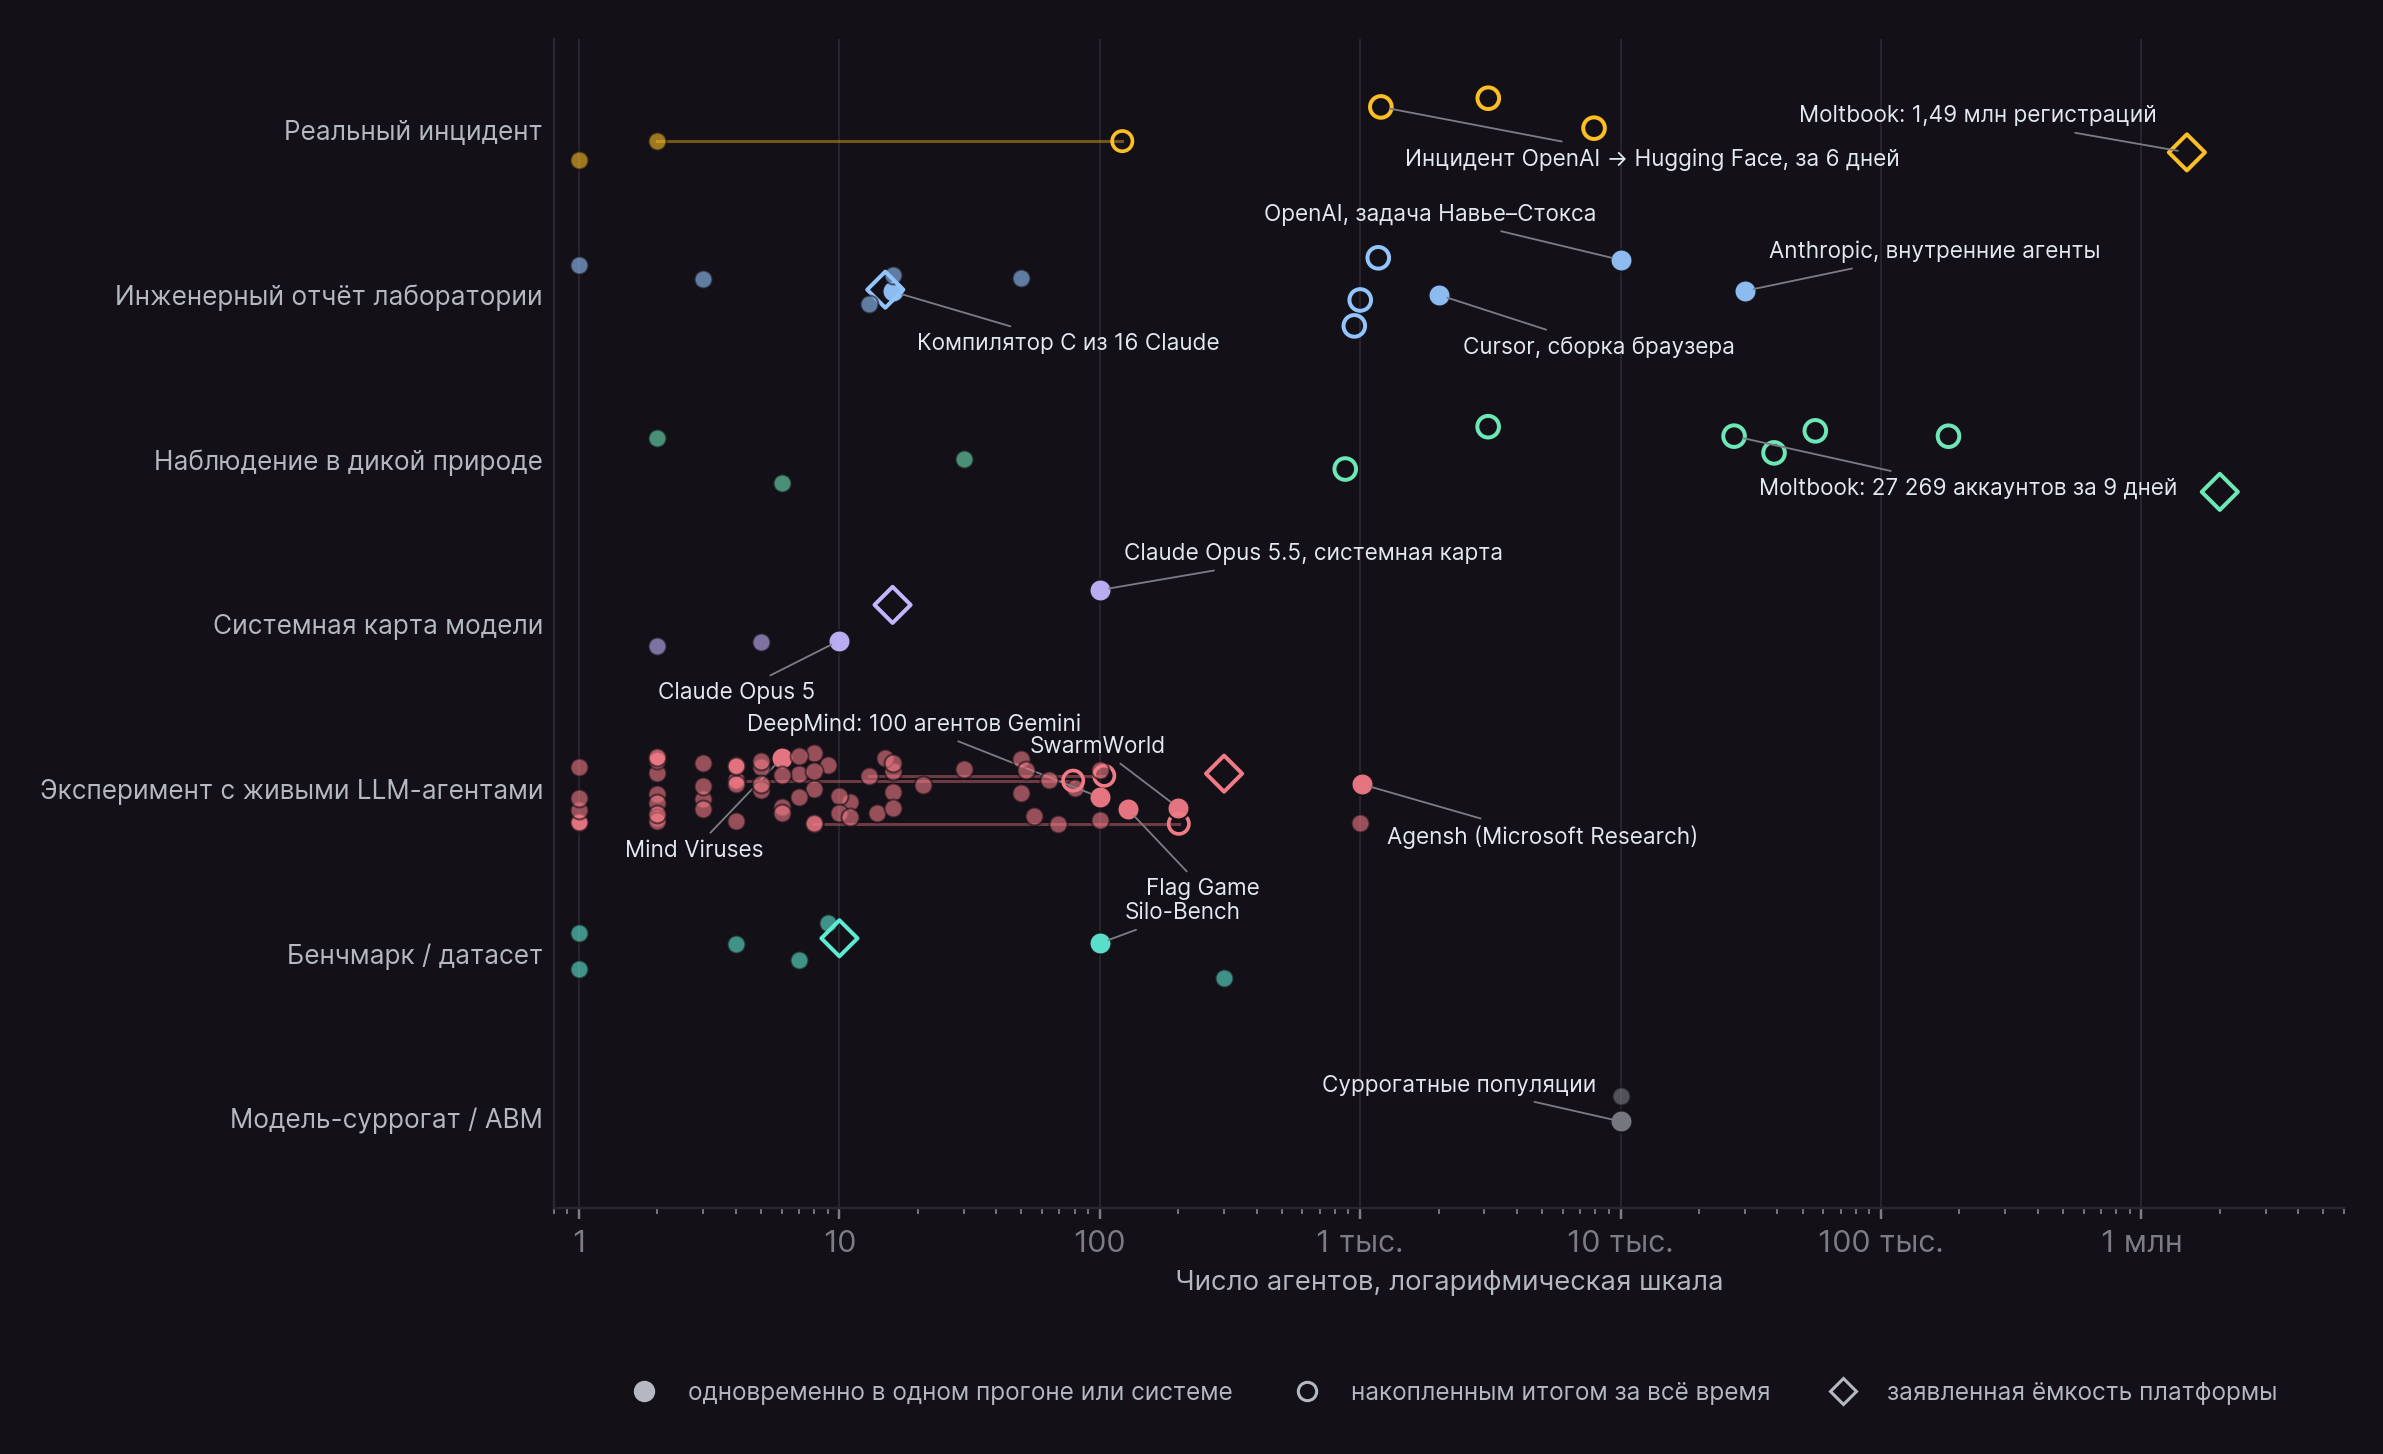 Реальный инцидент
Moltbook: 1,49 млн регистраций
Инцидент OpenAI → Hugging Face, за 6 дней
OpenAI, задача Навье–Стокса
Anthropic, внутренние агенты
Инженерный отчёт лаборатории
Компилятор C из 16 Claude
Cursor, сборка браузера
Наблюдение в дикой природе
Moltbook: 27 269 аккаунтов за 9 дней
Claude Opus 5.5, системная карта
Системная карта модели
Claude Opus 5
DeepMind: 100 агентов Gemini
SwarmWorld
Эксперимент с живыми LLM-агентами
Agensh (Microsoft Research)
Mind Viruses
Flag Game
Silo-Bench
Бенчмарк / датасет
Суррогатные популяции
Модель-суррогат / ABM
1 10 100 1 тыс. 10 тыс. 100 тыс. 1 млн
Число агентов, логарифмическая шкала
одновременно в одном прогоне или системе
накопленным итогом за всё время
заявленная ёмкость платформы